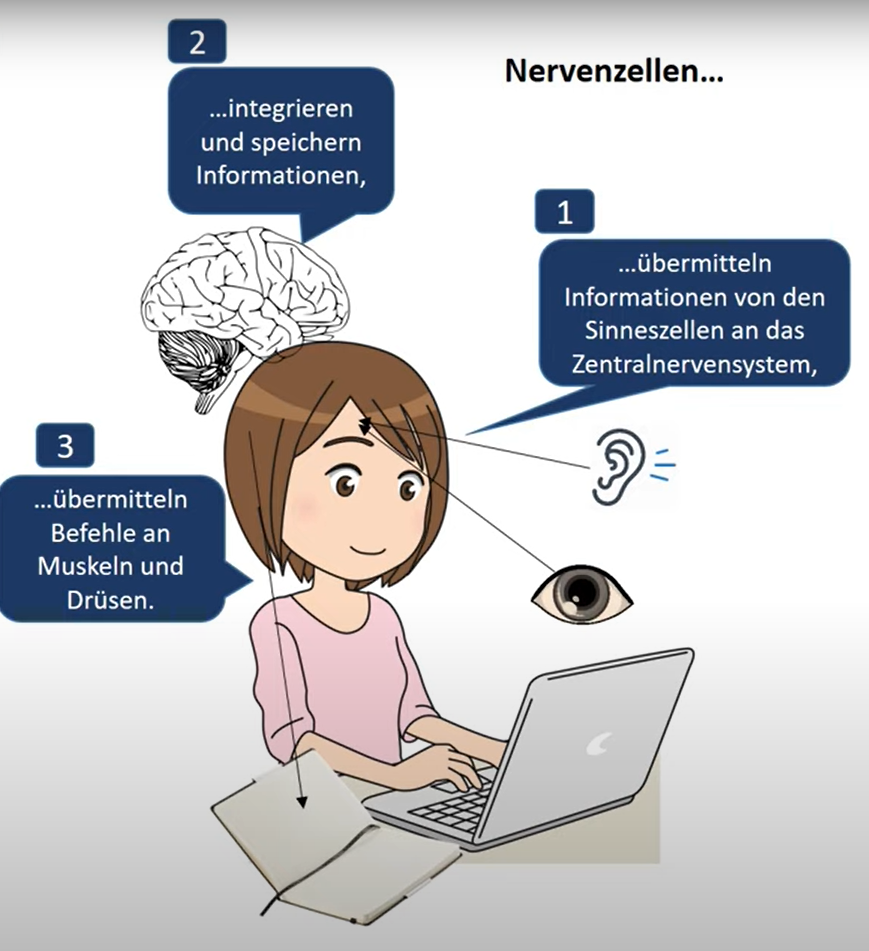 Nervenzellen...
1
...übermitteln
Informationen von den
Sinneszellen an das
Zentralnervensystem,
2
...integrieren
und speichern
Informationen,
3
...übermitteln
Befehle an
Muskeln und
Drüsen.